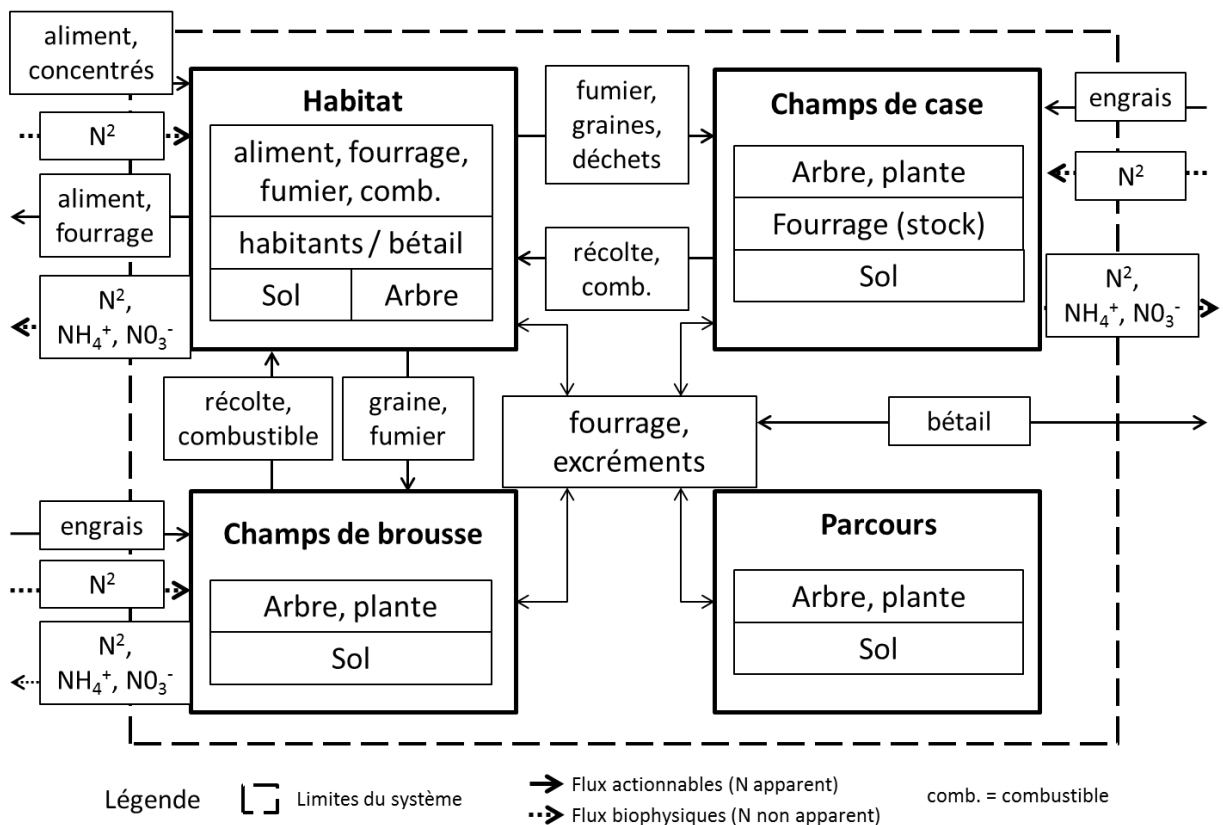 aliment,
concentrés
N²
aliment,
fourrage
N²,
NH₄⁺, N0₃⁻
Habitat
aliment, fourrage,
fumier, comb.
habitants / bétail
Sol
Arbre
fumier,
graines,
déchets
récolte,
comb.
Champs de case
Arbre, plante
Fourrage (stock)
Sol
engrais
N²
N²,
NH₄⁺, N0₃⁻
récolte,
combustible
graine,
fumier
fourrage,
excréments
bétail
engrais
N²
N²,
NH₄⁺, N0₃⁻
Champs de brousse
Arbre, plante
Sol
Parcours
Arbre, plante
Sol
Légende
Limites du système
Flux actionnables (N apparent)
Flux biophysiques (N non apparent)
comb. = combustible